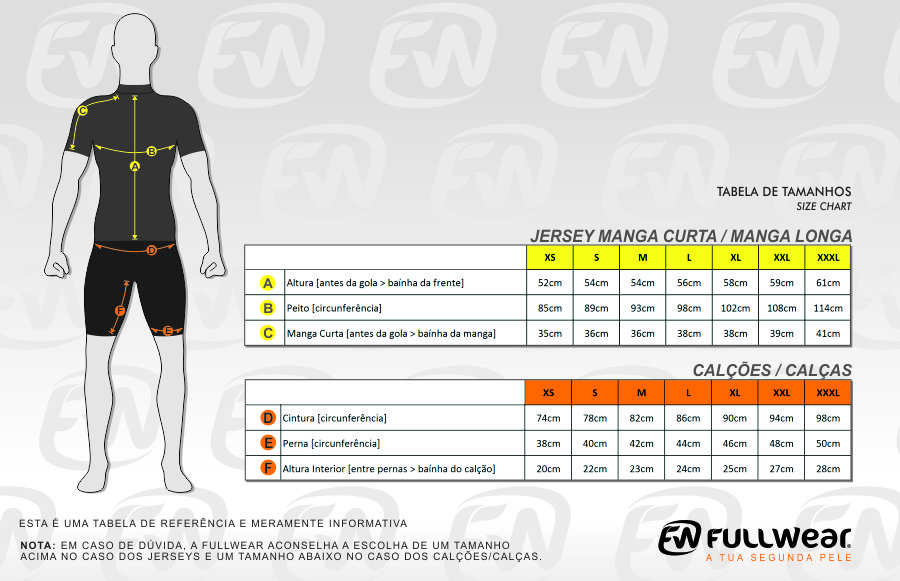 TABELA DE TAMANHOS
SIZE CHART
JERSEY MANGA CURTA / MANGA LONGA
XS S M L XL XXL XXXL
A Altura [antes da gola > baínha da frente] 52cm 54cm 54cm 56cm 58cm 59cm 61cm
B Peito [circunferência] 85cm 89cm 93cm 98cm 102cm 108cm 114cm
C Manga Curta [antes da gola > baínha da manga] 35cm 36cm 36cm 38cm 38cm 39cm 41cm
CALÇÕES / CALÇAS
XS S M L XL XXL XXXL
D Cintura [circunferência] 74cm 78cm 82cm 86cm 90cm 94cm 98cm
E Perna [circunferência] 38cm 40cm 42cm 44cm 46cm 48cm 50cm
F Altura Interior [entre pernas > baínha do calção] 20cm 22cm 23cm 24cm 25cm 27cm 28cm
C
B
A
D
F
E
ESTA É UMA TABELA DE REFERÊNCIA E MERAMENTE INFORMATIVA
NOTA: EM CASO DE DÚVIDA, A FULLWEAR ACONSELHA A ESCOLHA DE UM TAMANHO
ACIMA NO CASO DOS JERSEYS E UM TAMANHO ABAIXO NO CASO DOS CALÇÕES/CALÇAS.
FW FULLWEAR
A TUA SEGUNDA PELE